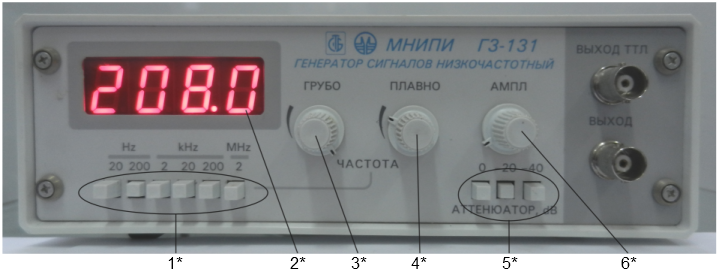 МНИПИ Г3-131
ГЕНЕРАТОР СИГНАЛОВ НИЗКОЧАСТОТНЫЙ
208.0
ГРУБО ПЛАВНО АМПЛ
ВЫХОД ТТЛ
ВЫХОД
Hz kHz MHz
20 200 2 20 200 2
ЧАСТОТА
0 -20 -40
АТТЕНЮАТОР, dB
1* 2* 3* 4* 5* 6*